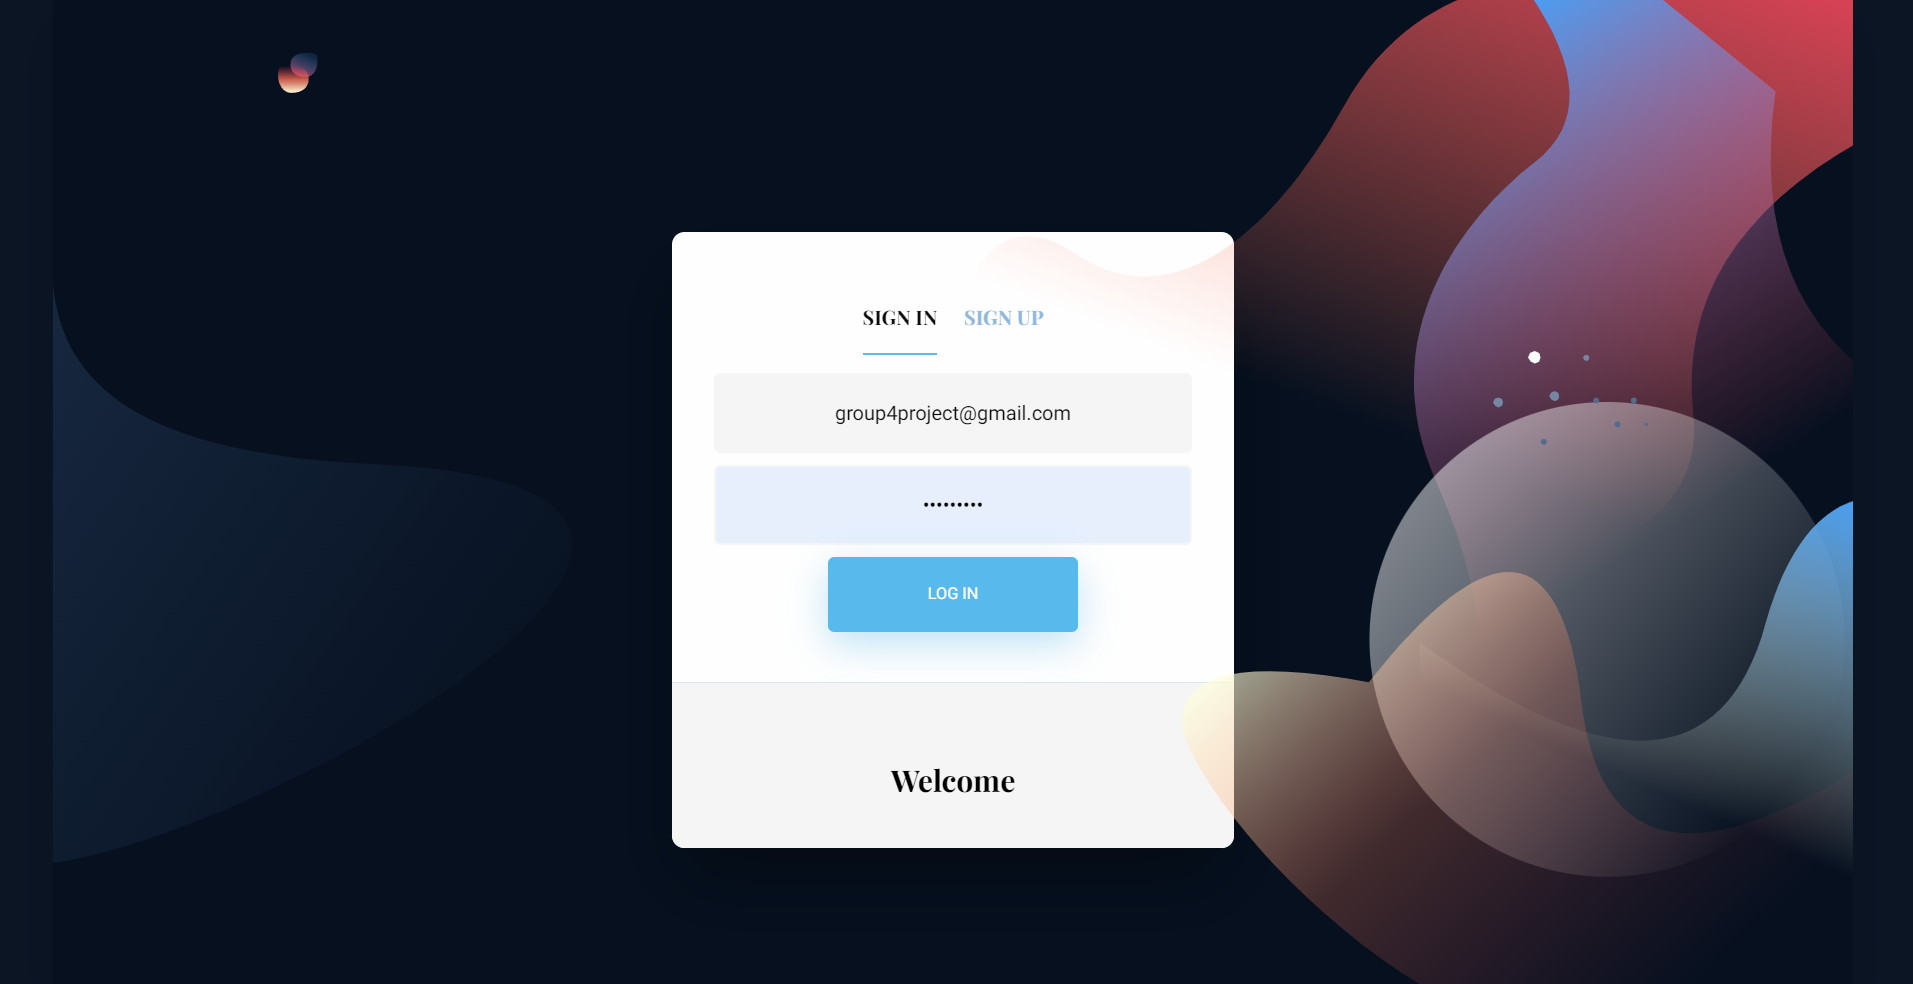 SIGN IN SIGN UP
group4project@gmail.com
•••••••••
LOG IN
Welcome